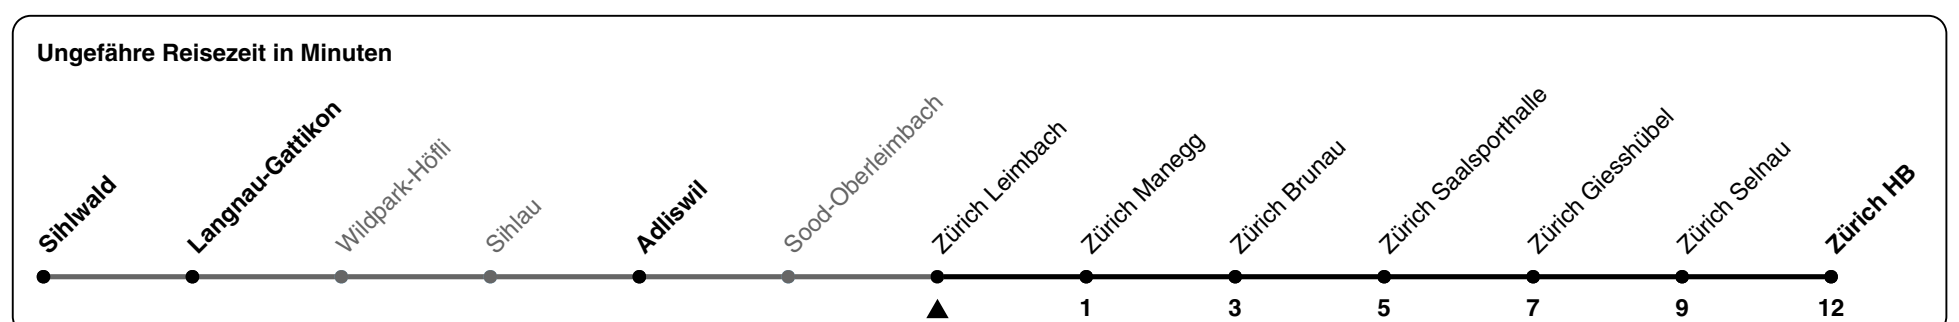 Ungefähre Reisezeit in Minuten
Sihlwald
Langnau-Gattikon
Wildpark-Höfli
Sihlau
Adliswil
Sood-Oberleimbach
Zürich Leimbach
Zürich Manegg
Zürich Brunau
Zürich Saalsporthalle
Zürich Giesshübel
Zürich Selnau
Zürich HB
1 3 5 7 9 12